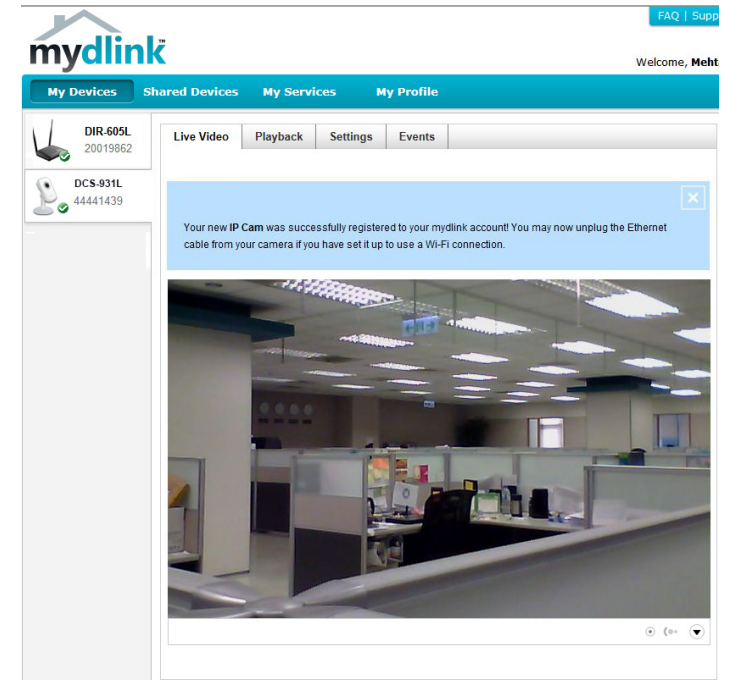 FAQ | Supp
mydlink™
Welcome, Meht
My Devices Shared Devices My Services My Profile
DIR-605L
20019862
DCS-931L
44441439
Live Video Playback Settings Events
Your new IP Cam was successfully registered to your mydlink account! You may now unplug the Ethernet
cable from your camera if you have set it up to use a Wi-Fi connection.